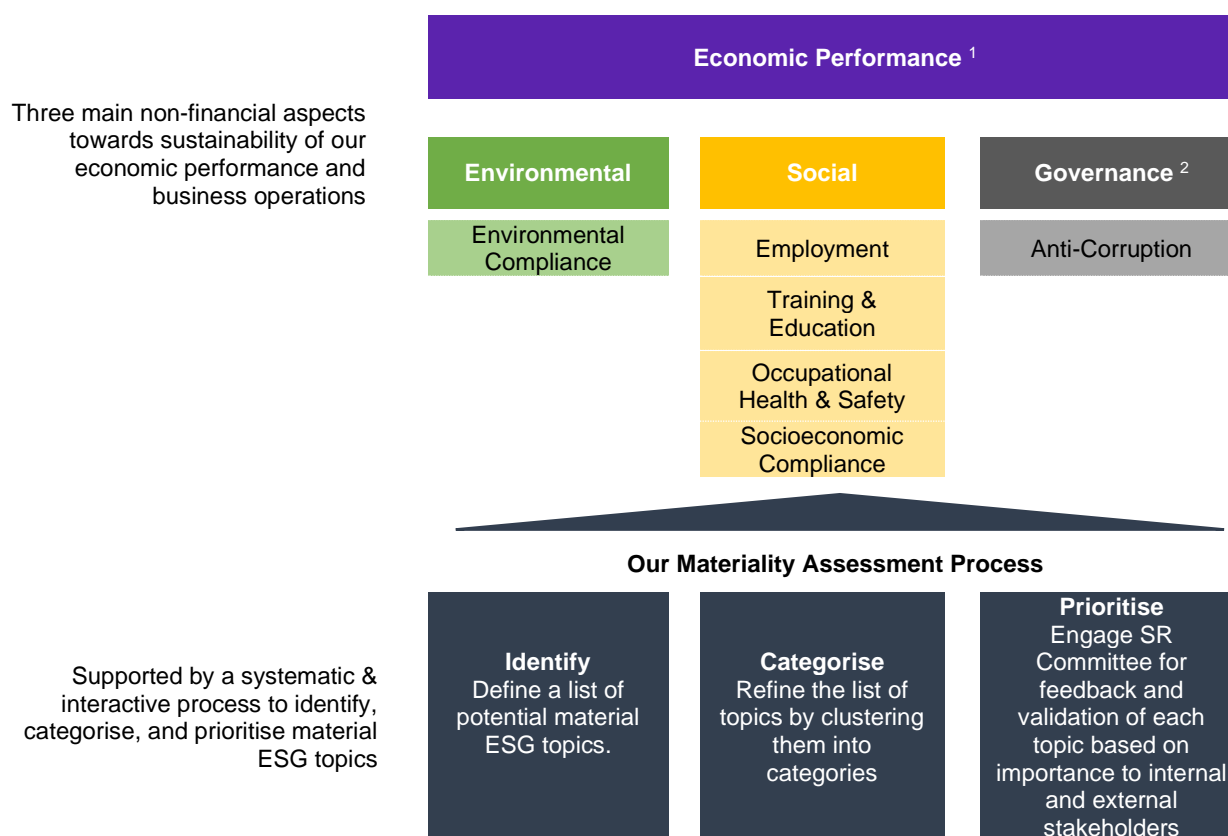 Economic Performance 1
Three main non-financial aspects
towards sustainability of our
economic performance and
business operations
Environmental
Social
Governance 2
Environmental
Compliance
Employment
Anti-Corruption
Training &
Education
Occupational
Health & Safety
Socioeconomic
Compliance
Our Materiality Assessment Process
Supported by a systematic &
interactive process to identify,
categorise, and prioritise material
ESG topics
Identify
Define a list of
potential material
ESG topics.
Categorise
Refine the list of
topics by clustering
them into
categories
Prioritise
Engage SR
Committee for
feedback and
validation of each
topic based on
importance to internal
and external
stakeholders